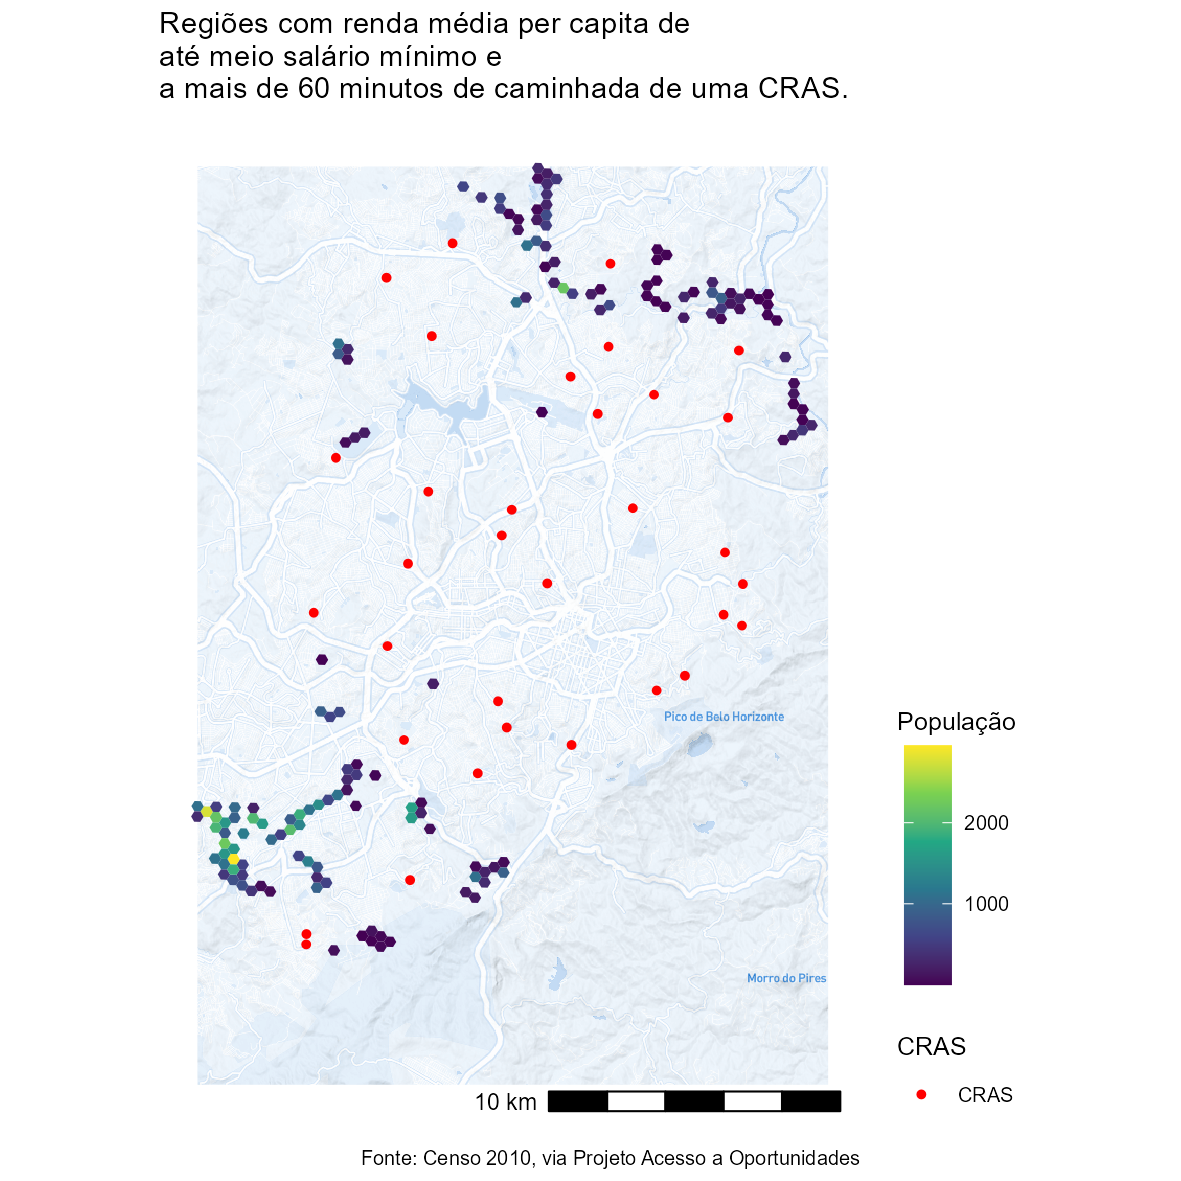 Regiões com renda média per capita de
até meio salário mínimo e
a mais de 60 minutos de caminhada de uma CRAS.
Pico de Belo Horizonte
Morro do Pires
População
2000
1000
CRAS
CRAS
10 km
Fonte: Censo 2010, via Projeto Acesso a Oportunidades